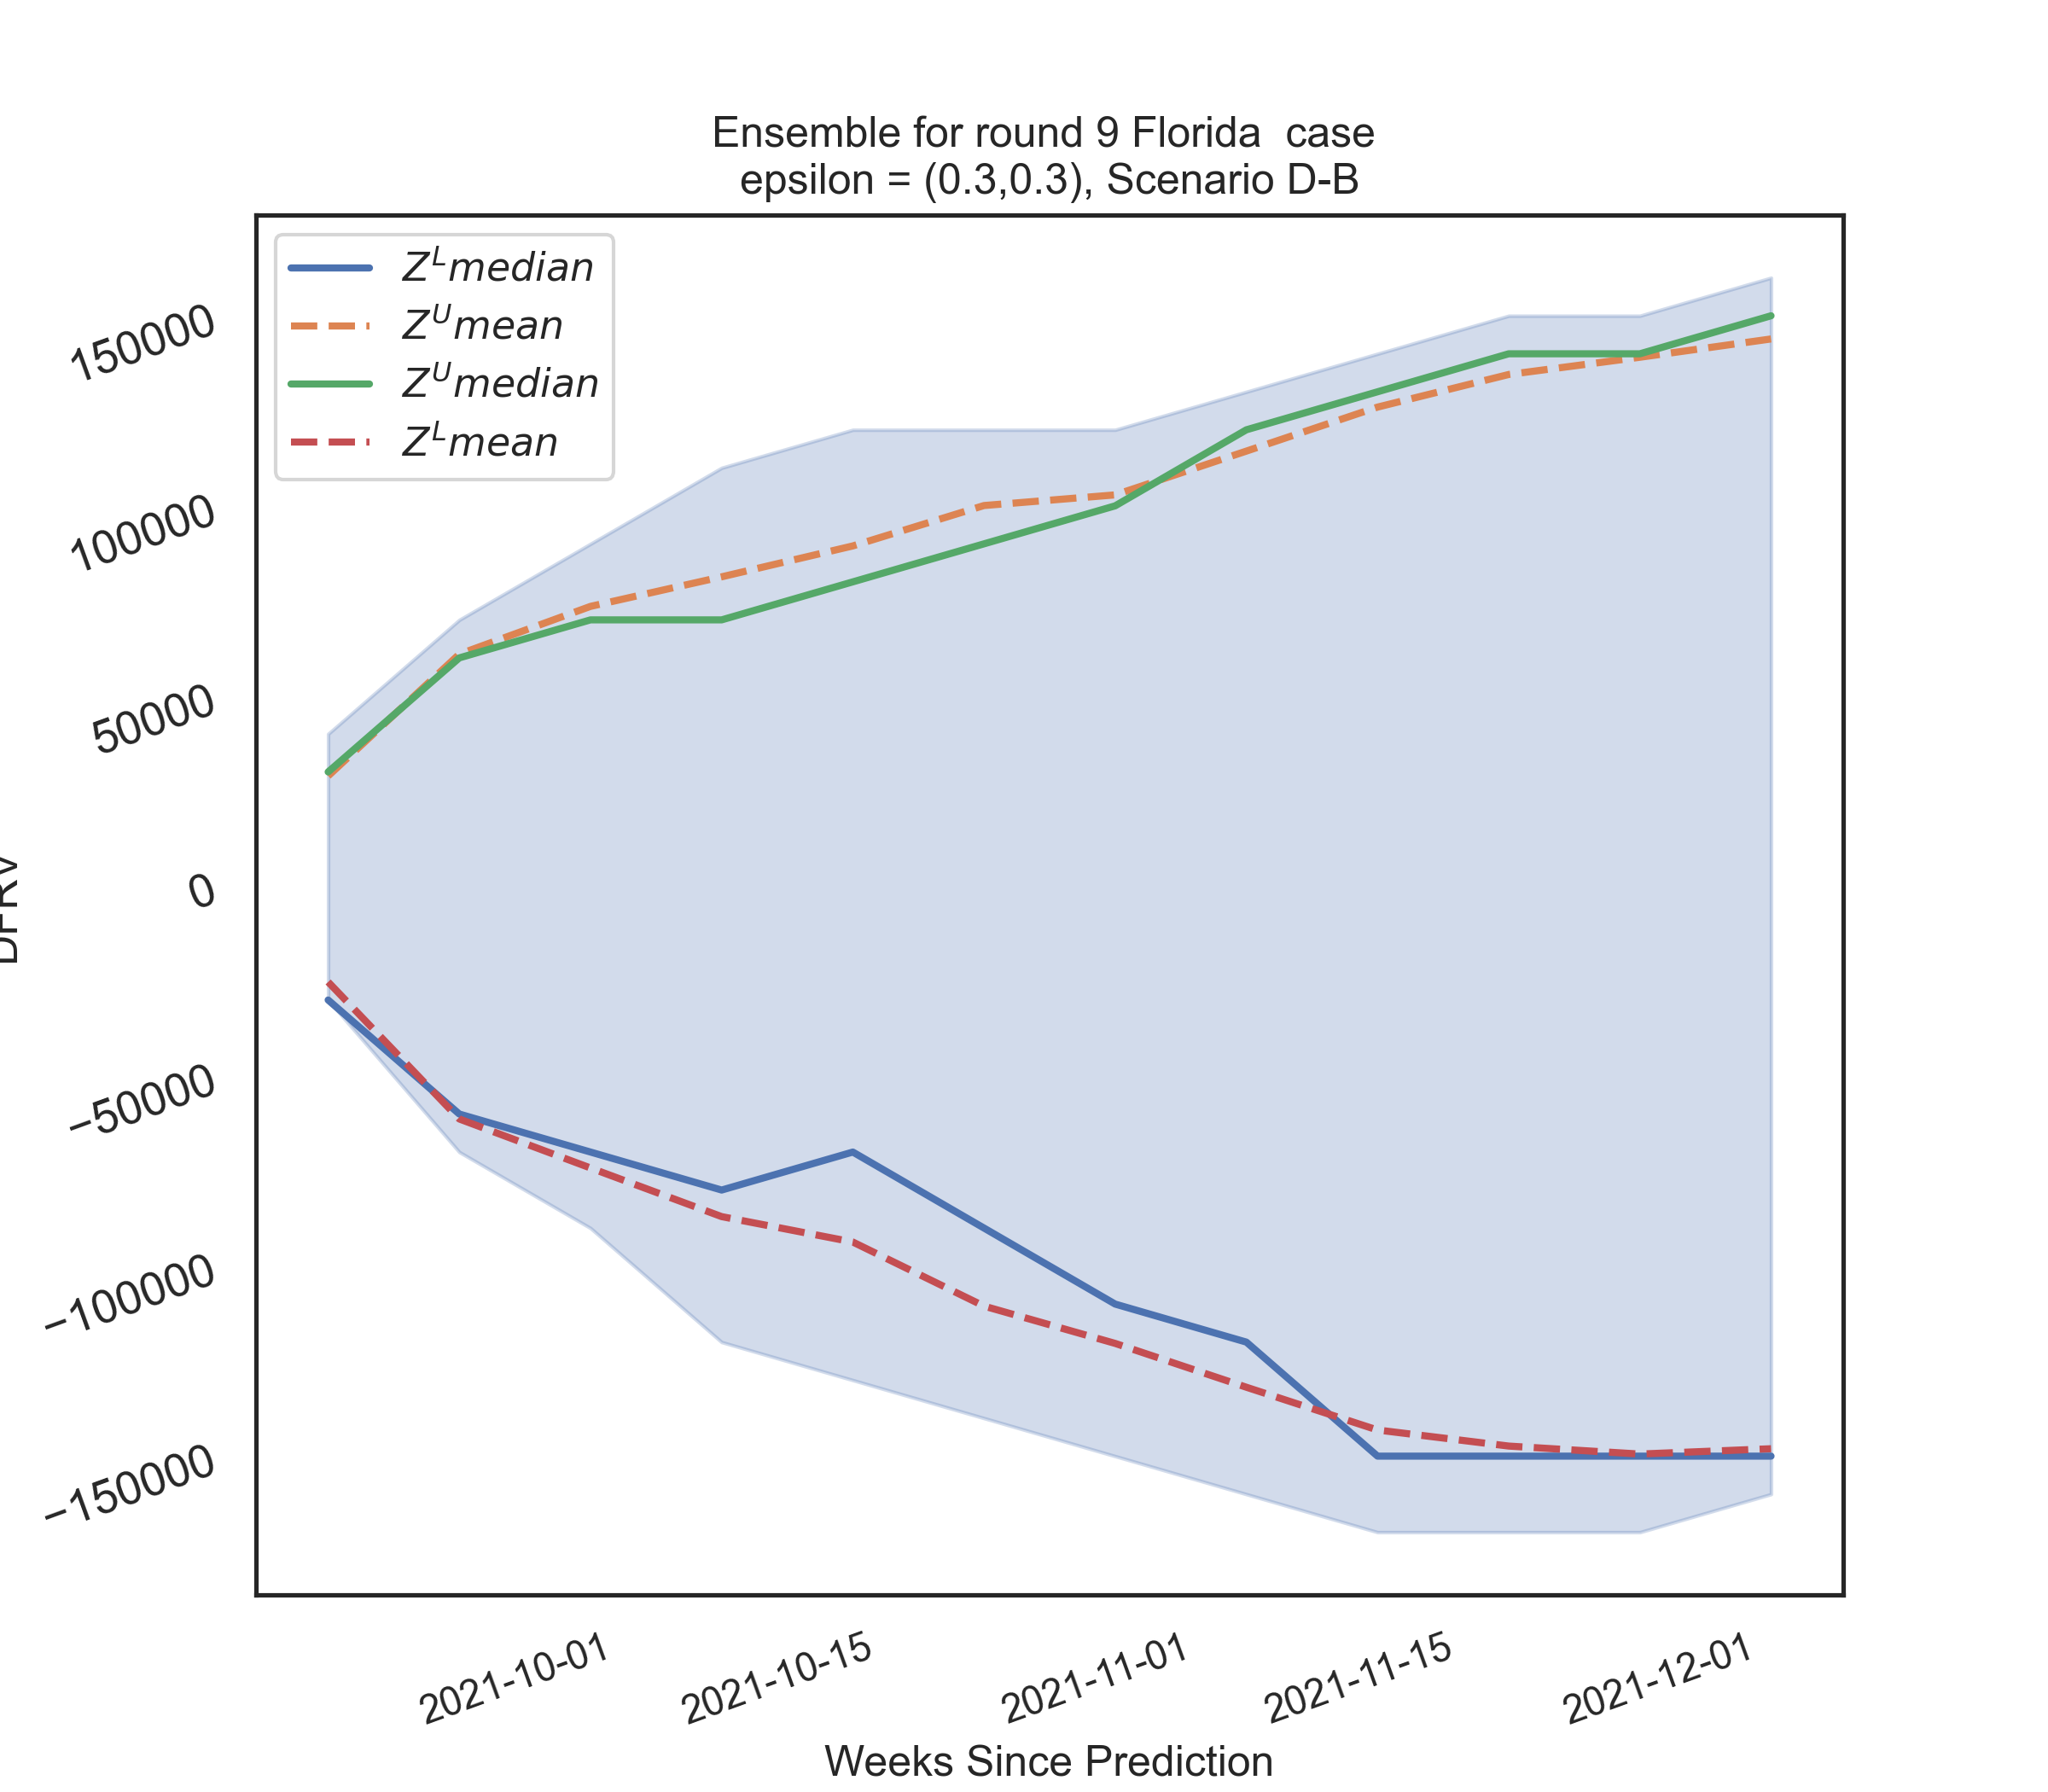 Ensemble for round 9 Florida  case
epsilon = (0.3,0.3), Scenario D-B
Z^L median
Z^U mean
Z^U median
Z^L mean
150000
100000
50000
0
−50000
−100000
−150000
2021-10-01
2021-10-15
2021-11-01
2021-11-15
2021-12-01
Weeks Since Prediction